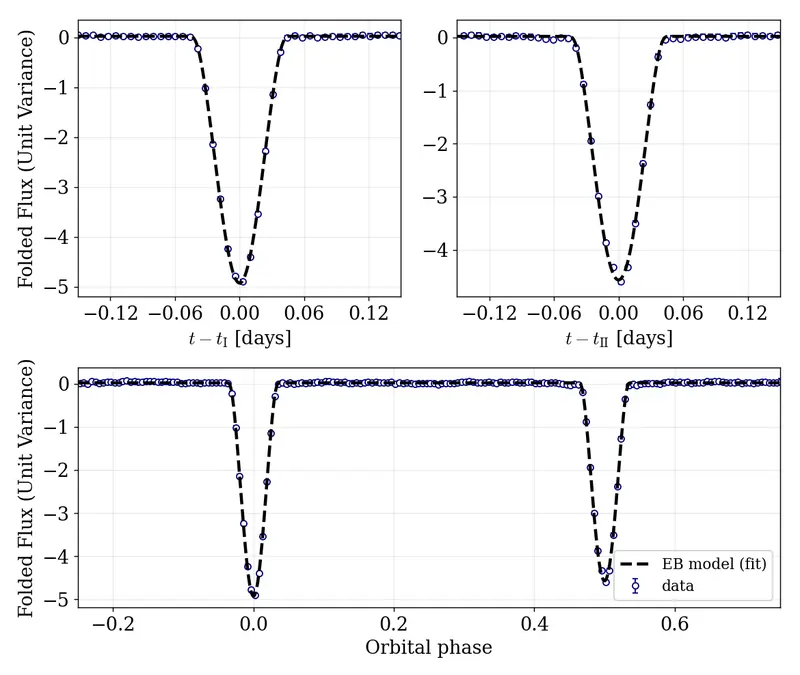 Folded Flux (Unit Variance)
0
−1
−2
−3
−4
−5
−0.12 −0.06 0.00 0.06 0.12
t − t_I [days]
0
−1
−2
−3
−4
−0.12 −0.06 0.00 0.06 0.12
t − t_II [days]
Folded Flux (Unit Variance)
0
−1
−2
−3
−4
−5
−0.2 0.0 0.2 0.4 0.6
Orbital phase
EB model (fit)
data